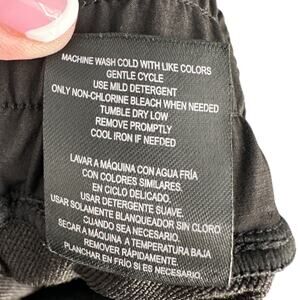 MACHINE WASH COLD WITH LIKE COLORS
GENTLE CYCLE
USE MILD DETERGENT
ONLY NON-CHLORINE BLEACH WHEN NEEDED
TUMBLE DRY LOW
REMOVE PROMPTLY
COOL IRON IF NEEDED
LAVAR A MÁQUINA CON AGUA FRÍA
CON COLORES SIMILARES.
EN CICLO DELICADO.
USAR DETERGENTE SUAVE.
USAR SOLAMENTE BLANQUEADOR SIN CLORO
CUANDO SEA NECESARIO.
SECAR A MÁQUINA A TEMPERATURA BAJA
REMOVER RÁPIDAMENTE.
PLANCHAR EN FRÍO SI ES NECESARIO.